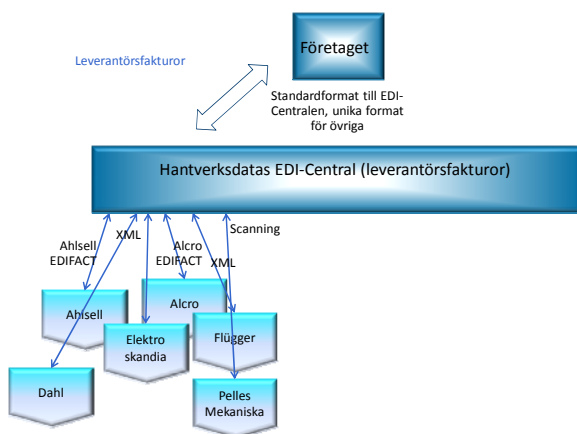 Företaget
Leverantörsfakturor
Standardformat till EDI-
Centralen, unika format
för övriga
Hantverksdatas EDI-Central (leverantörsfakturor)
Ahlsell
EDIFACT
XML
Alcro
EDIFACT
XML
Scanning
Ahlsell
Alcro
Elektro
skandia
Flügger
Dahl
Pelles
Mekaniska